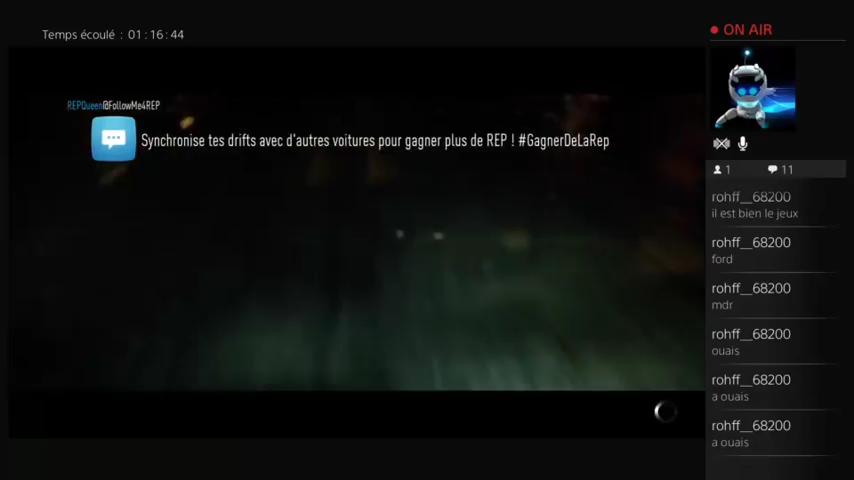 Temps écoulé : 01:16:44
ON AIR
REPQueen@FollowMe4REP
Synchronise tes drifts avec d'autres voitures pour gagner plus de REP ! #GagnerDeLaRep
1
11
rohff__68200
il est bien le jeux
rohff__68200
ford
rohff__68200
mdr
rohff__68200
ouais
rohff__68200
a ouais
rohff__68200
a ouais